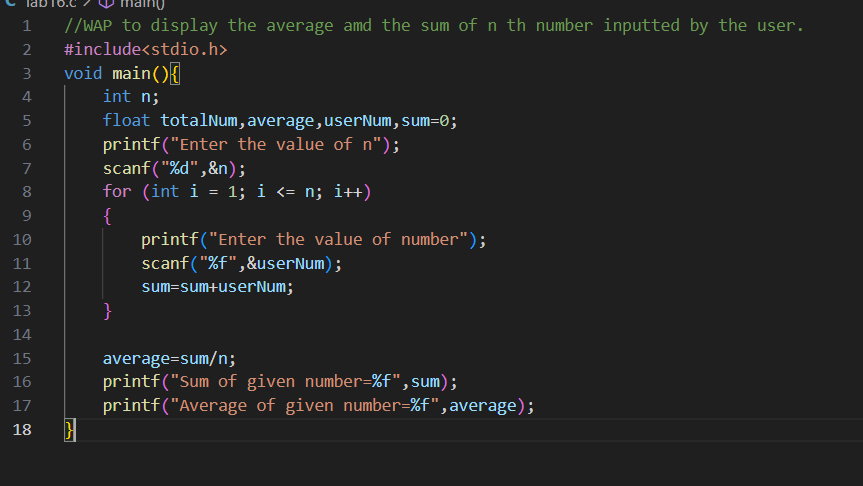 C lab16.c > main()
1 //WAP to display the average amd the sum of n th number inputted by the user.
2 #include<stdio.h>
3 void main(){
4     int n;
5     float totalNum,average,userNum,sum=0;
6     printf("Enter the value of n");
7     scanf("%d",&n);
8     for (int i = 1; i <= n; i++)
9     {
10         printf("Enter the value of number");
11         scanf("%f",&userNum);
12         sum=sum+userNum;
13     }
14
15     average=sum/n;
16     printf("Sum of given number=%f",sum);
17     printf("Average of given number=%f",average);
18 }